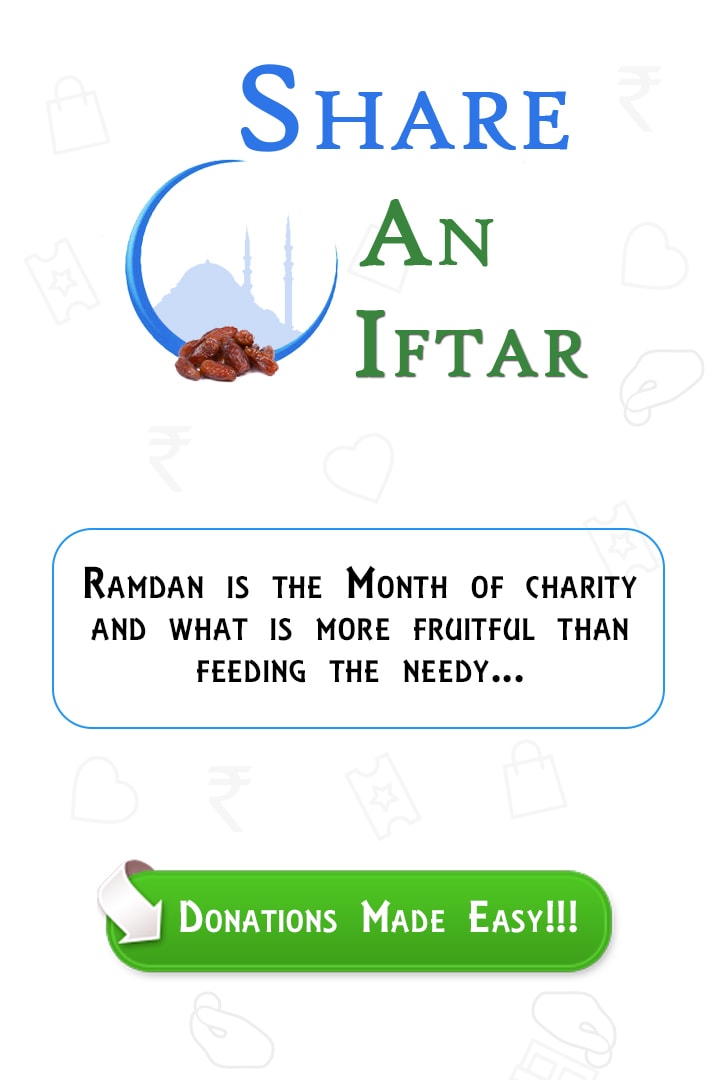 Share
An
Iftar
Ramdan is the Month of charity
and what is more fruitful than
feeding the needy...
Donations Made Easy!!!